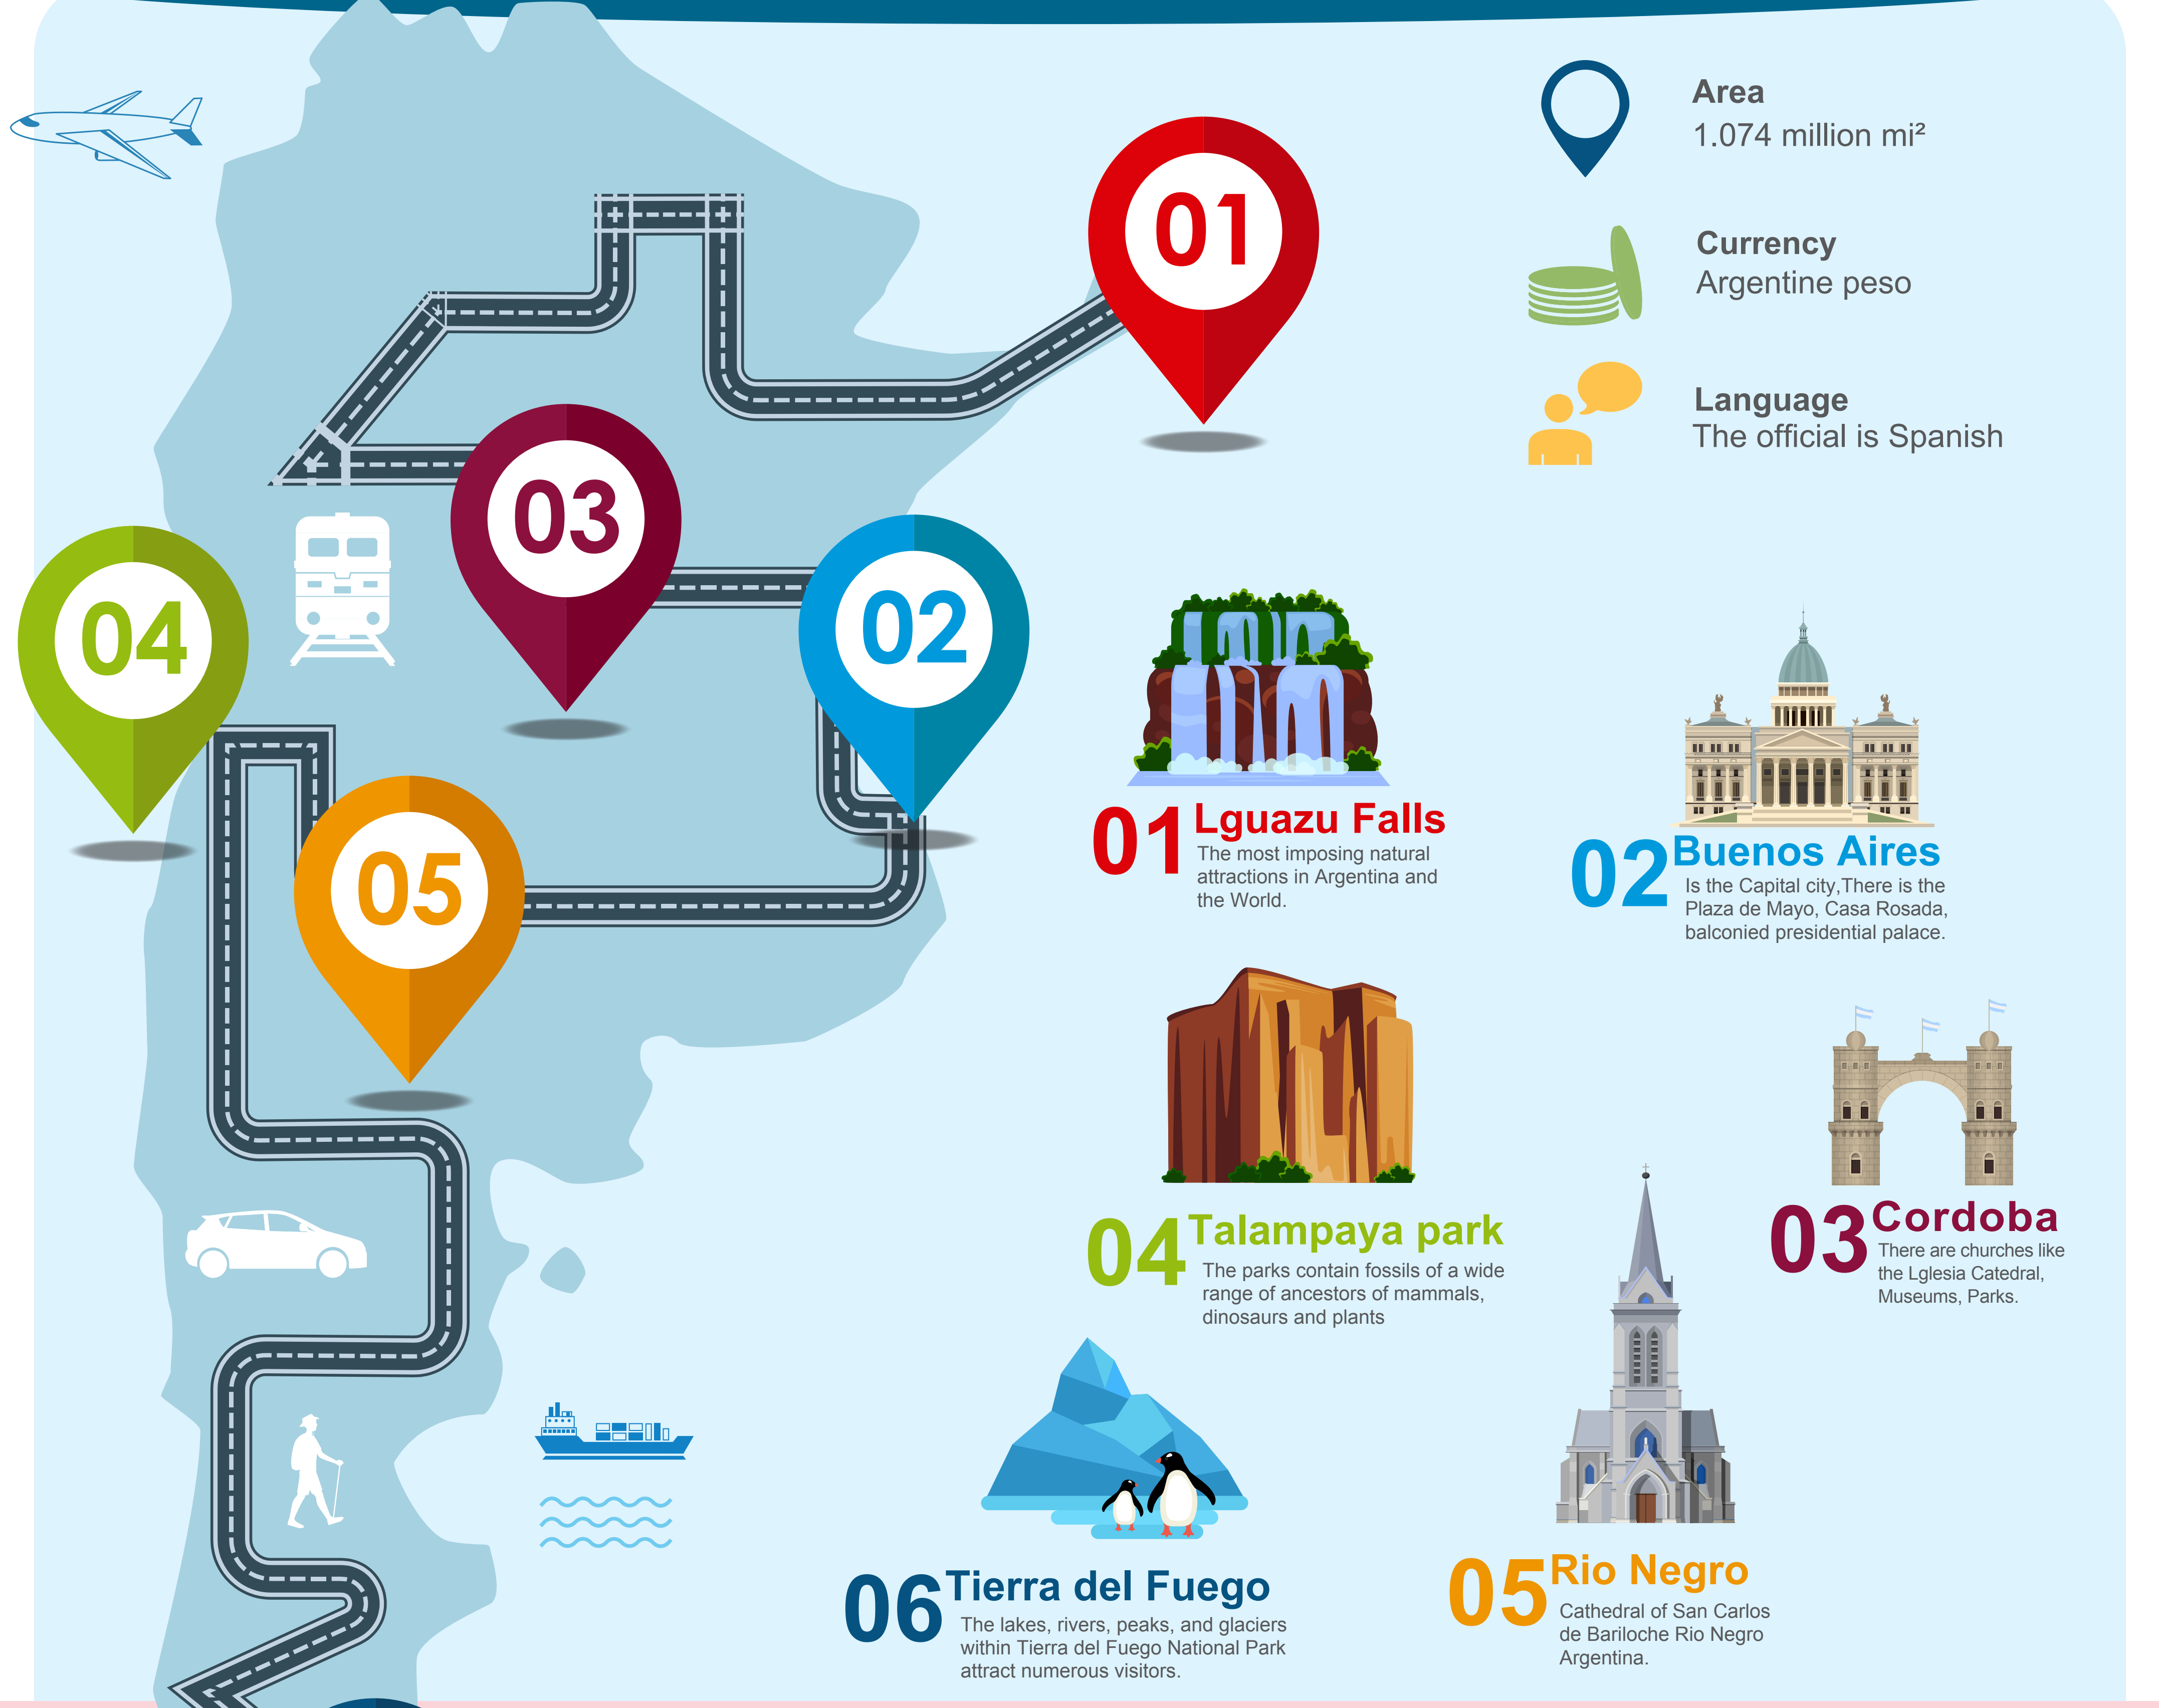 01
Area
1.074 million mi²
Currency
Argentine peso
Language
The official is Spanish
03
02
04
05
01 Lguazu Falls
The most imposing natural
attractions in Argentina and
the World.
02 Buenos Aires
Is the Capital city,There is the
Plaza de Mayo, Casa Rosada,
balconied presidential palace.
03 Cordoba
There are churches like
the Lglesia Catedral,
Museums, Parks.
04 Talampaya park
The parks contain fossils of a wide
range of ancestors of mammals,
dinosaurs and plants
05 Rio Negro
Cathedral of San Carlos
de Bariloche Rio Negro
Argentina.
06 Tierra del Fuego
The lakes, rivers, peaks, and glaciers
within Tierra del Fuego National Park
attract numerous visitors.